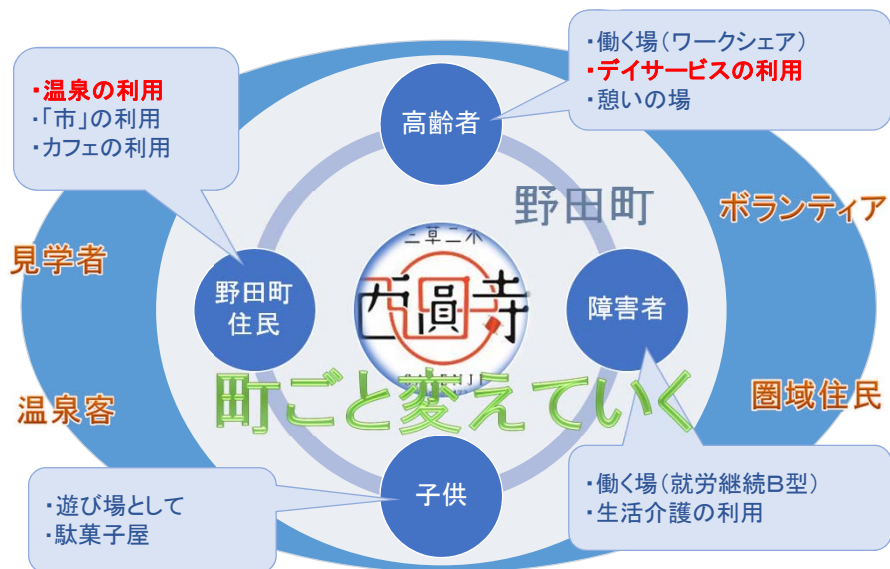 ・働く場（ワークシェア）
・デイサービスの利用
・憩いの場
・温泉の利用
・「市」の利用
・カフェの利用
高齢者
野田町
ボランティア
見学者
三草二木
西圓寺
野田町
住民
障害者
町ごと変えていく
温泉客
圏域住民
子供
・遊び場として
・駄菓子屋
・働く場（就労継続Ｂ型）
・生活介護の利用